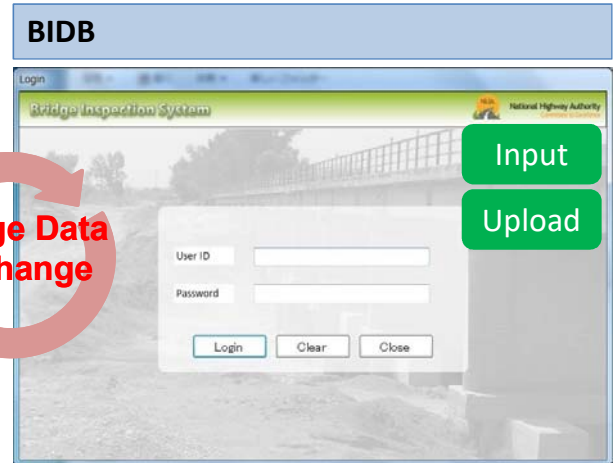 BIDB
Login
Bridge Inspection System
NHA
National Highway Authority
Input
Upload
ge Data
hange
User ID
Password
Login Clear Close